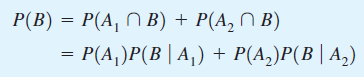 P(B) = P(A₁ ∩ B) + P(A₂ ∩ B)
= P(A₁)P(B | A₁) + P(A₂)P(B | A₂)